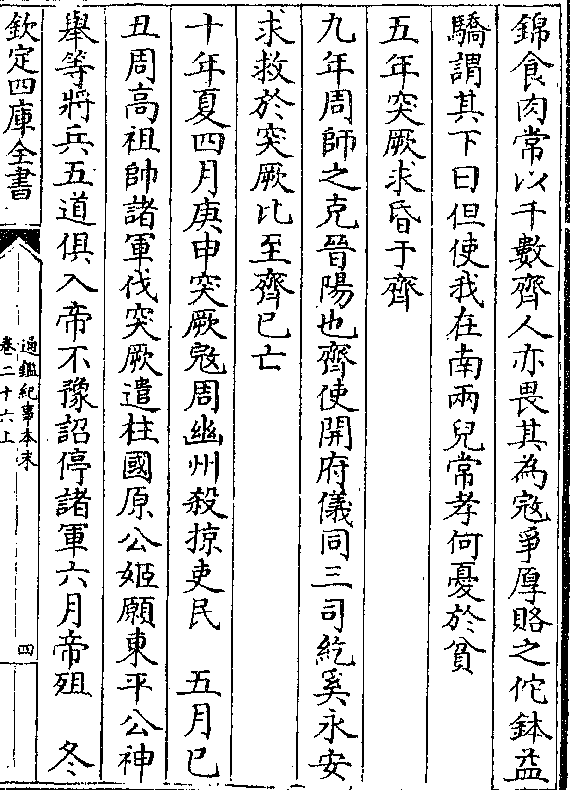 錦食肉常以千數齊人亦畏其為㓂爭厚賂之佗鉢益
驕謂其下曰但使我在南兩兒常孝何憂於貧
五年突厥求昏于齊
九年周師之克晉陽也齊使開府儀同三司紇奚永安
求救於突厥比至齊已亡
十年夏四月庚申突厥㓂周幽州殺掠吏民 五月已
丑周高祖帥諸軍伐突厥遣柱國原公姬願東平公神
舉等將兵五道俱入帝不豫詔停諸軍六月帝殂 冬
欽定四庫全書
通鑑紀事本末
卷二十六上
四